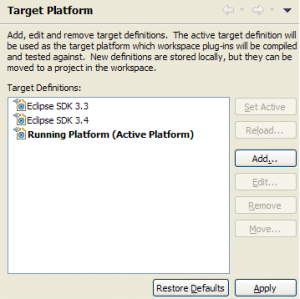 Target Platform
Add, edit and remove target definitions. The active target definition will
be used as the target platform which workspace plug-ins will be compiled
and tested against. New definitions are stored locally, but they can be
moved to a project in the workspace.
Target Definitions:
Eclipse SDK 3.3
Eclipse SDK 3.4
Running Platform (Active Platform)
Set Active
Reload...
Add...
Edit...
Remove
Move...
Restore Defaults
Apply